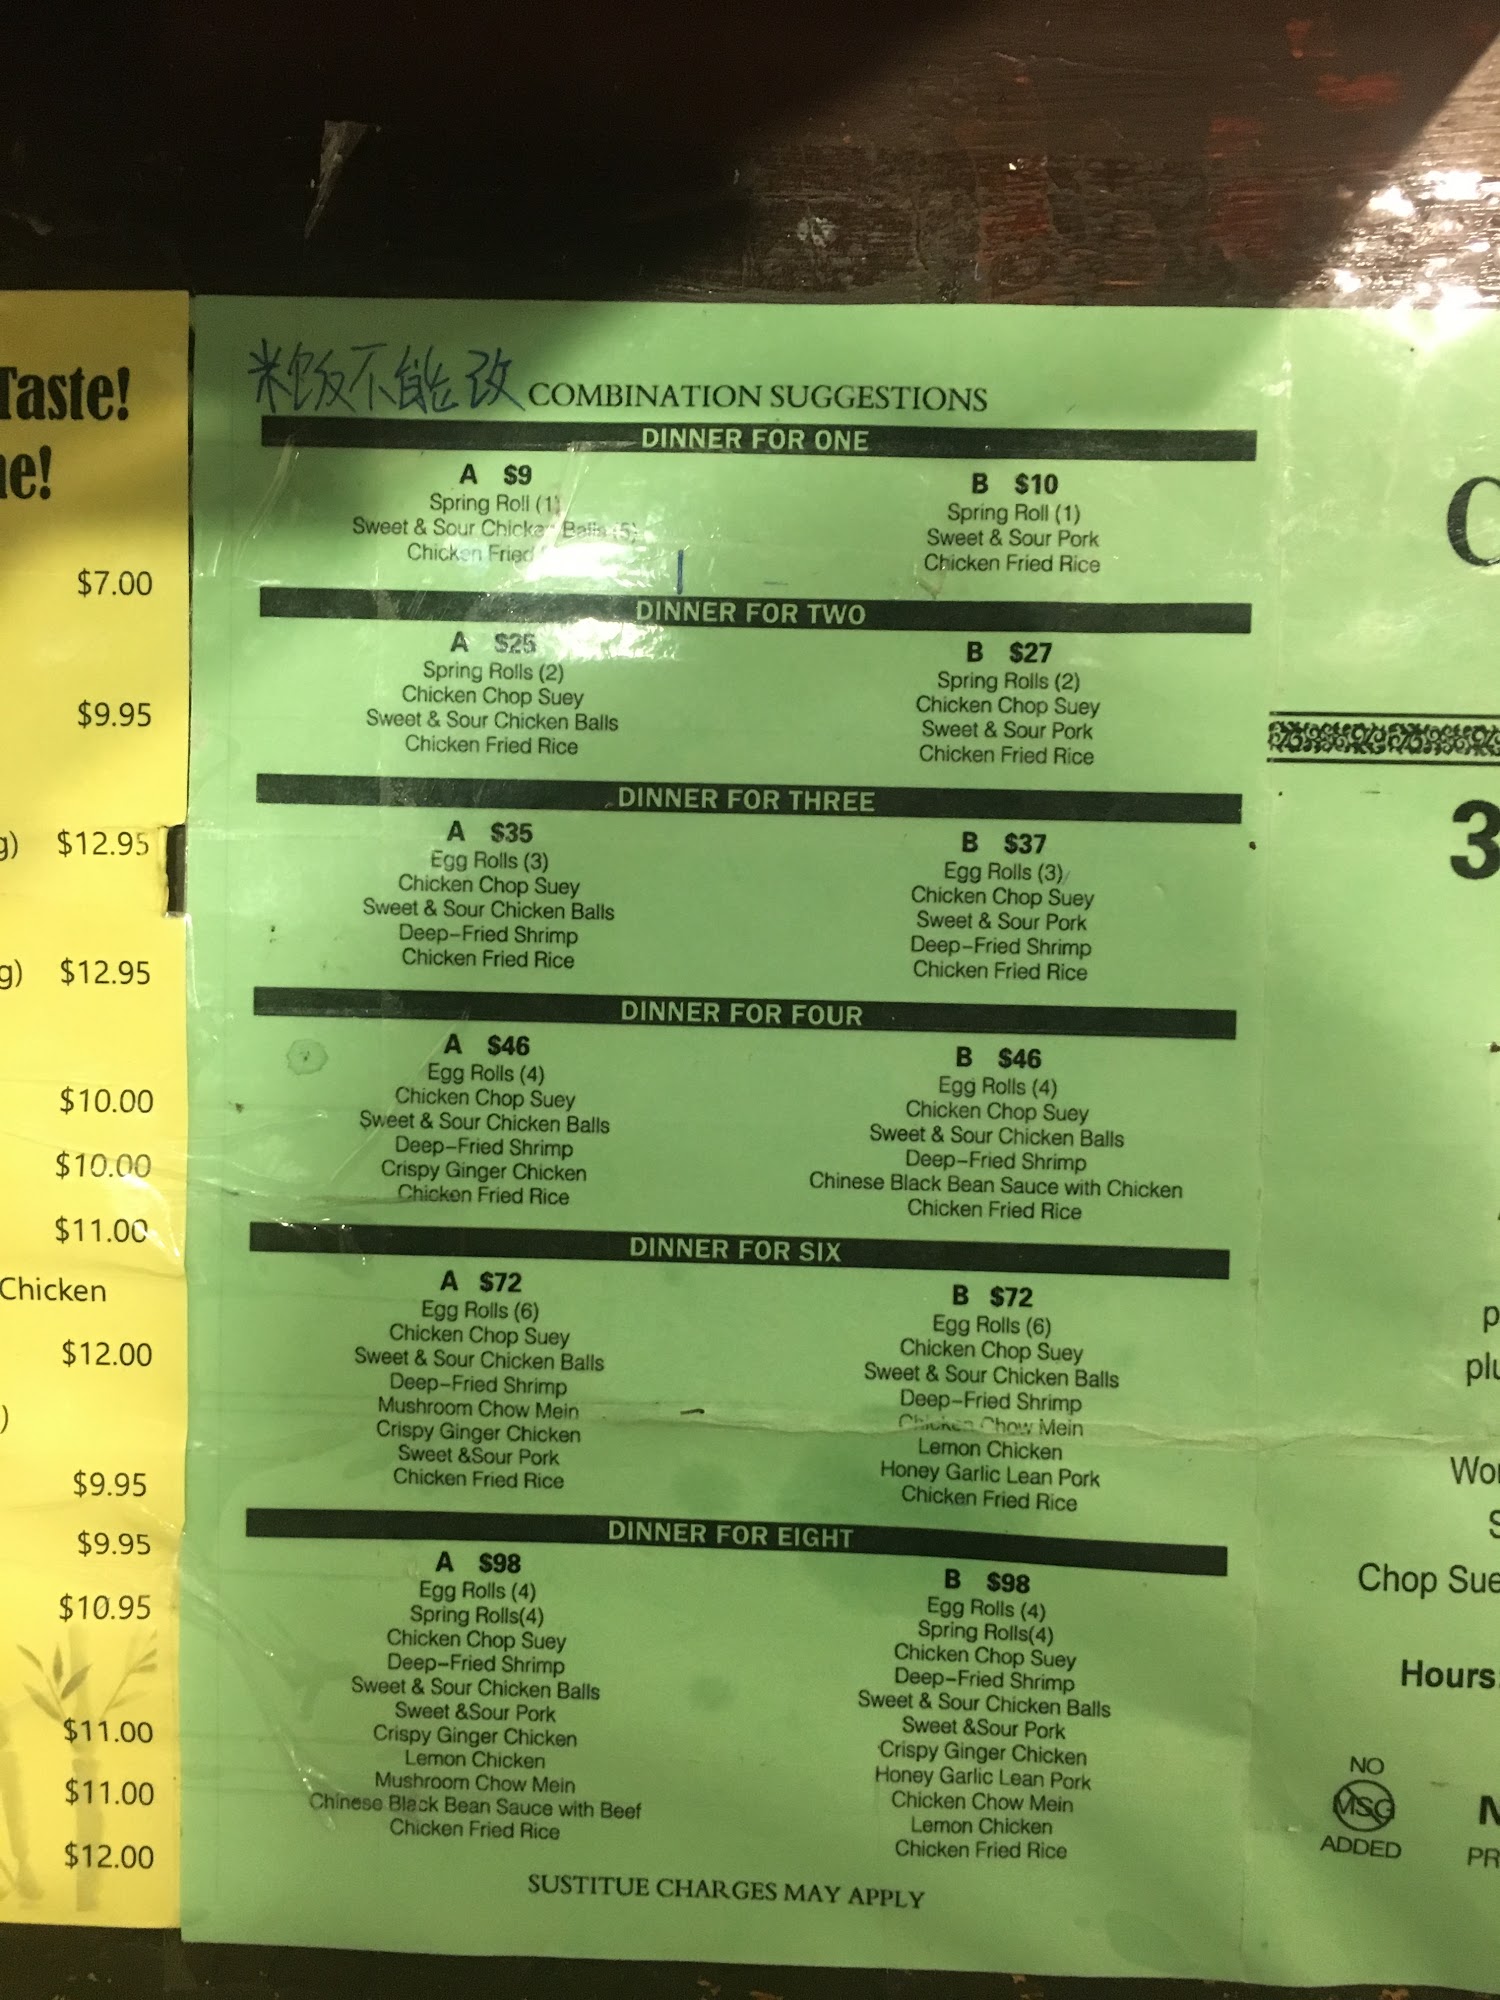 Taste!
ne!
$7.00
$9.95
g) $12.95
g) $12.95
$10.00
$10.00
$11.00
Chicken
$12.00
)
$9.95
$9.95
$10.95
$11.00
$11.00
$12.00
米饭不能改 COMBINATION SUGGESTIONS
DINNER FOR ONE
A $9
Spring Roll (1)
Sweet & Sour Chicken Balls (5)
Chicken Fried
B $10
Spring Roll (1)
Sweet & Sour Pork
Chicken Fried Rice
DINNER FOR TWO
A $25
Spring Rolls (2)
Chicken Chop Suey
Sweet & Sour Chicken Balls
Chicken Fried Rice
B $27
Spring Rolls (2)
Chicken Chop Suey
Sweet & Sour Pork
Chicken Fried Rice
DINNER FOR THREE
A $35
Egg Rolls (3)
Chicken Chop Suey
Sweet & Sour Chicken Balls
Deep-Fried Shrimp
Chicken Fried Rice
B $37
Egg Rolls (3)
Chicken Chop Suey
Sweet & Sour Pork
Deep-Fried Shrimp
Chicken Fried Rice
DINNER FOR FOUR
A $46
Egg Rolls (4)
Chicken Chop Suey
Sweet & Sour Chicken Balls
Deep-Fried Shrimp
Crispy Ginger Chicken
Chicken Fried Rice
B $46
Egg Rolls (4)
Chicken Chop Suey
Sweet & Sour Chicken Balls
Deep-Fried Shrimp
Chinese Black Bean Sauce with Chicken
Chicken Fried Rice
DINNER FOR SIX
A $72
Egg Rolls (6)
Chicken Chop Suey
Sweet & Sour Chicken Balls
Deep-Fried Shrimp
Mushroom Chow Mein
Crispy Ginger Chicken
Sweet &Sour Pork
Chicken Fried Rice
B $72
Egg Rolls (6)
Chicken Chop Suey
Sweet & Sour Chicken Balls
Deep-Fried Shrimp
Chicken Chow Mein
Lemon Chicken
Honey Garlic Lean Pork
Chicken Fried Rice
DINNER FOR EIGHT
A $98
Egg Rolls (4)
Spring Rolls(4)
Chicken Chop Suey
Deep-Fried Shrimp
Sweet & Sour Chicken Balls
Sweet &Sour Pork
Crispy Ginger Chicken
Lemon Chicken
Mushroom Chow Mein
Chinese Black Bean Sauce with Beef
Chicken Fried Rice
B $98
Egg Rolls (4)
Spring Rolls(4)
Chicken Chop Suey
Deep-Fried Shrimp
Sweet & Sour Chicken Balls
Sweet &Sour Pork
Crispy Ginger Chicken
Honey Garlic Lean Pork
Chicken Chow Mein
Lemon Chicken
Chicken Fried Rice
SUSTITUE CHARGES MAY APPLY
3
p
plu
Wo
S
Chop Sue
Hours:
NO
MSG
ADDED
PR